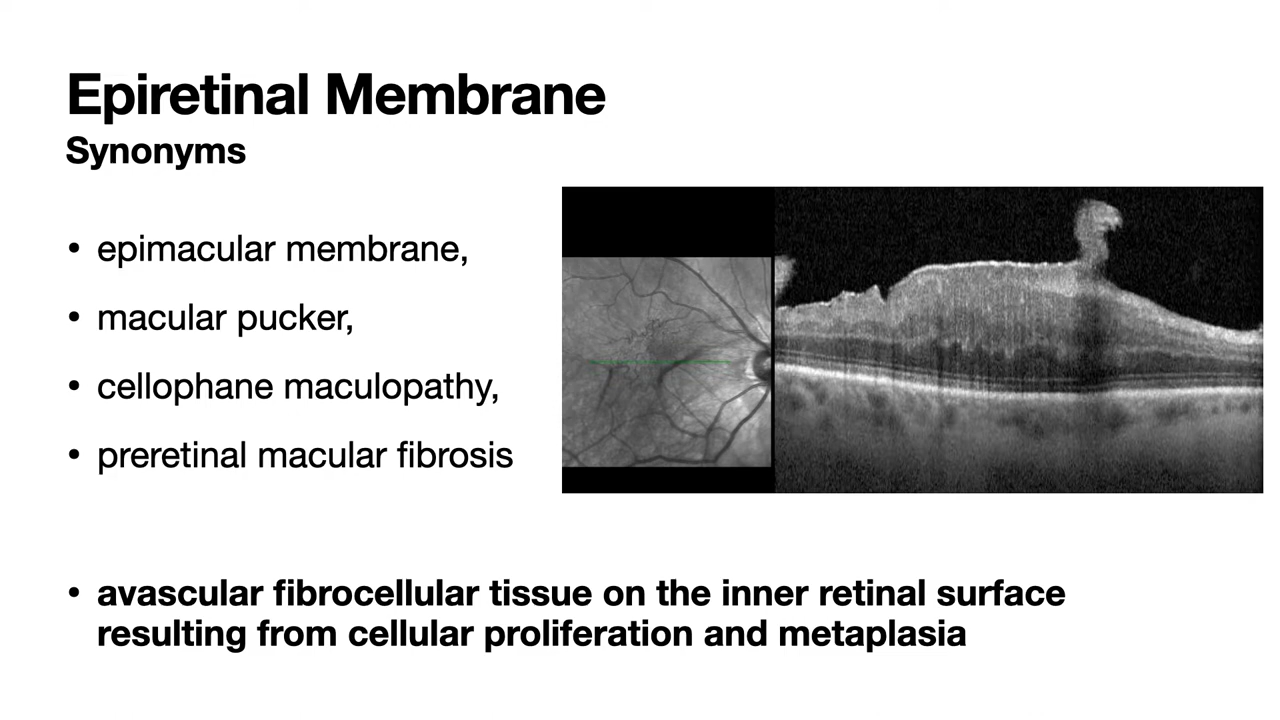 Epiretinal Membrane
Synonyms
• epimacular membrane,
• macular pucker,
• cellophane maculopathy,
• preretinal macular fibrosis
• avascular fibrocellular tissue on the inner retinal surface
resulting from cellular proliferation and metaplasia